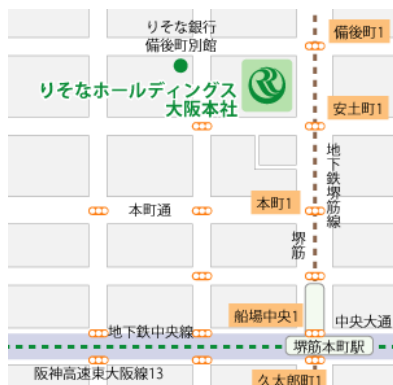 りそな銀行
備後町別館
備後町1
りそなホールディングス
大阪本社
安土町1
地下鉄堺筋線
本町1
本町通
堺筋
船場中央1
中央大通
地下鉄中央線
堺筋本町駅
阪神高速東大阪線13
久太郎町1